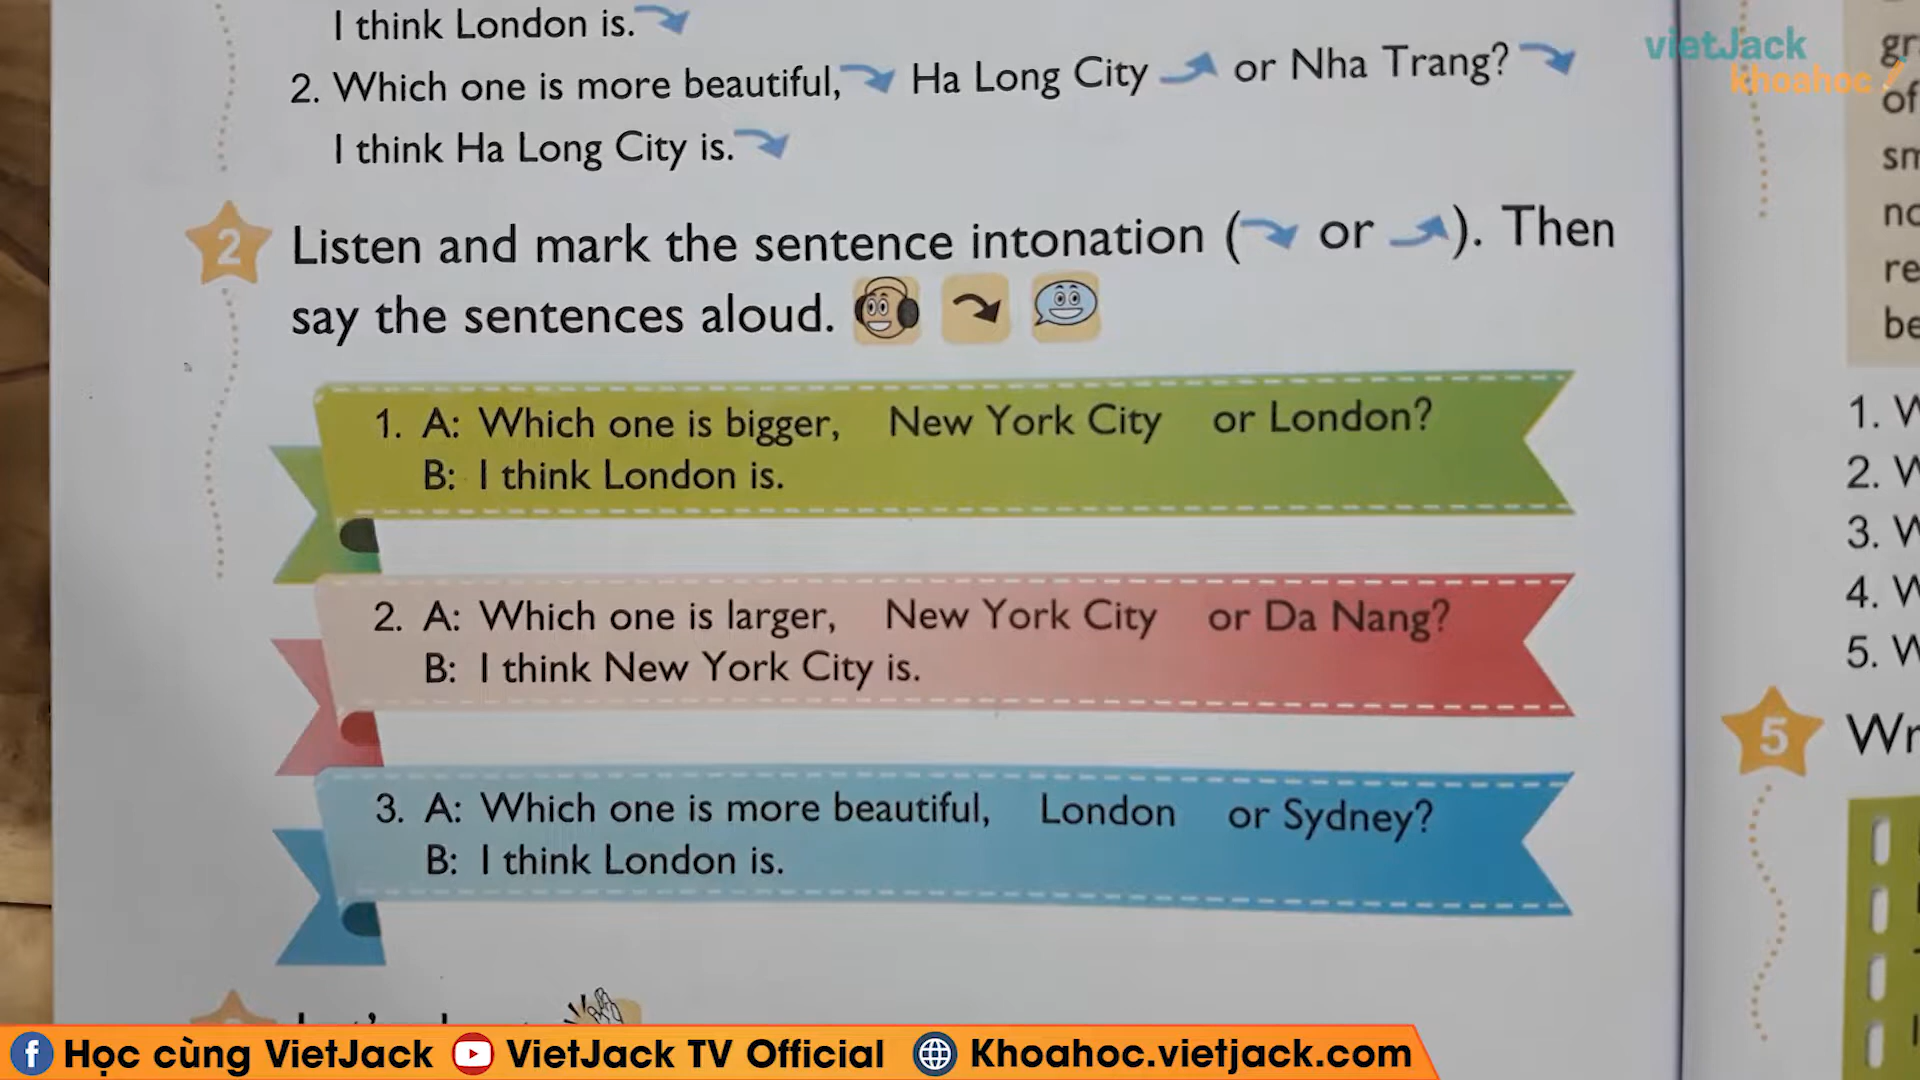 I think London is.
2. Which one is more beautiful, Ha Long City or Nha Trang?
I think Ha Long City is.
2 Listen and mark the sentence intonation ( or ). Then
say the sentences aloud.
1. A: Which one is bigger, New York City or London?
B: I think London is.
2. A: Which one is larger, New York City or Da Nang?
B: I think New York City is.
3. A: Which one is more beautiful, London or Sydney?
B: I think London is.
vietJack
khoahoc
of
re
be
1. W
2. W
3. W
4. W
5. W
5
Học cùng VietJack VietJack TV Official Khoahoc.vietjack.com